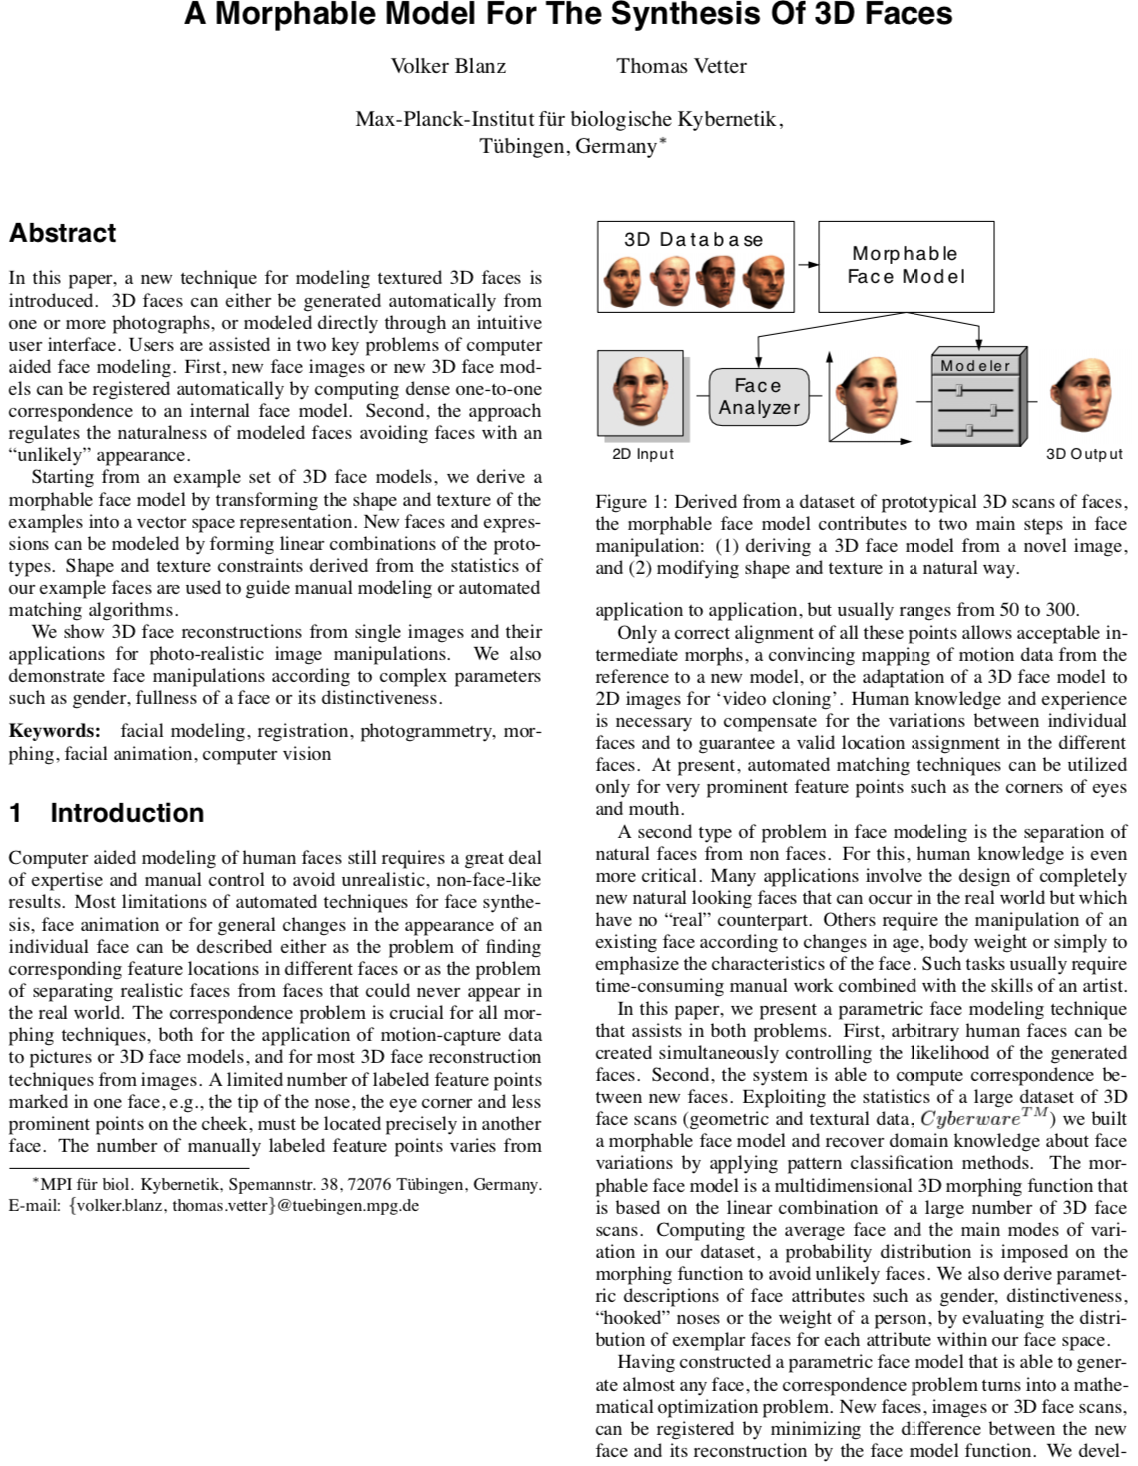 A Morphable Model For The Synthesis Of 3D Faces
Volker Blanz Thomas Vetter
Max-Planck-Institut für biologische Kybernetik,
Tübingen, Germany*
Abstract
In this paper, a new technique for modeling textured 3D faces is
introduced. 3D faces can either be generated automatically from
one or more photographs, or modeled directly through an intuitive
user interface. Users are assisted in two key problems of computer
aided face modeling. First, new face images or new 3D face mod-
els can be registered automatically by computing dense one-to-one
correspondence to an internal face model. Second, the approach
regulates the naturalness of modeled faces avoiding faces with an
“unlikely” appearance.
Starting from an example set of 3D face models, we derive a
morphable face model by transforming the shape and texture of the
examples into a vector space representation. New faces and expres-
sions can be modeled by forming linear combinations of the proto-
types. Shape and texture constraints derived from the statistics of
our example faces are used to guide manual modeling or automated
matching algorithms.
We show 3D face reconstructions from single images and their
applications for photo-realistic image manipulations. We also
demonstrate face manipulations according to complex parameters
such as gender, fullness of a face or its distinctiveness.
Keywords: facial modeling, registration, photogrammetry, mor-
phing, facial animation, computer vision
1 Introduction
Computer aided modeling of human faces still requires a great deal
of expertise and manual control to avoid unrealistic, non-face-like
results. Most limitations of automated techniques for face synthe-
sis, face animation or for general changes in the appearance of an
individual face can be described either as the problem of finding
corresponding feature locations in different faces or as the problem
of separating realistic faces from faces that could never appear in
the real world. The correspondence problem is crucial for all mor-
phing techniques, both for the application of motion-capture data
to pictures or 3D face models, and for most 3D face reconstruction
techniques from images. A limited number of labeled feature points
marked in one face, e.g., the tip of the nose, the eye corner and less
prominent points on the cheek, must be located precisely in another
face. The number of manually labeled feature points varies from
*MPI für biol. Kybernetik, Spemannstr. 38, 72076 Tübingen, Germany.
E-mail: {volker.blanz, thomas.vetter}@tuebingen.mpg.de
3D Database
Morphable
Face Model
Face
Analyzer
Modeler
2D Input
3D Output
Figure 1: Derived from a dataset of prototypical 3D scans of faces,
the morphable face model contributes to two main steps in face
manipulation: (1) deriving a 3D face model from a novel image,
and (2) modifying shape and texture in a natural way.
application to application, but usually ranges from 50 to 300.
Only a correct alignment of all these points allows acceptable in-
termediate morphs, a convincing mapping of motion data from the
reference to a new model, or the adaptation of a 3D face model to
2D images for ‘video cloning’. Human knowledge and experience
is necessary to compensate for the variations between individual
faces and to guarantee a valid location assignment in the different
faces. At present, automated matching techniques can be utilized
only for very prominent feature points such as the corners of eyes
and mouth.
A second type of problem in face modeling is the separation of
natural faces from non faces. For this, human knowledge is even
more critical. Many applications involve the design of completely
new natural looking faces that can occur in the real world but which
have no “real” counterpart. Others require the manipulation of an
existing face according to changes in age, body weight or simply to
emphasize the characteristics of the face. Such tasks usually require
time-consuming manual work combined with the skills of an artist.
In this paper, we present a parametric face modeling technique
that assists in both problems. First, arbitrary human faces can be
created simultaneously controlling the likelihood of the generated
faces. Second, the system is able to compute correspondence be-
tween new faces. Exploiting the statistics of a large dataset of 3D
face scans (geometric and textural data, Cyberware™) we built
a morphable face model and recover domain knowledge about face
variations by applying pattern classification methods. The mor-
phable face model is a multidimensional 3D morphing function that
is based on the linear combination of a large number of 3D face
scans. Computing the average face and the main modes of vari-
ation in our dataset, a probability distribution is imposed on the
morphing function to avoid unlikely faces. We also derive paramet-
ric descriptions of face attributes such as gender, distinctiveness,
“hooked” noses or the weight of a person, by evaluating the distri-
bution of exemplar faces for each attribute within our face space.
Having constructed a parametric face model that is able to gener-
ate almost any face, the correspondence problem turns into a mathe-
matical optimization problem. New faces, images or 3D face scans,
can be registered by minimizing the difference between the new
face and its reconstruction by the face model function. We devel-